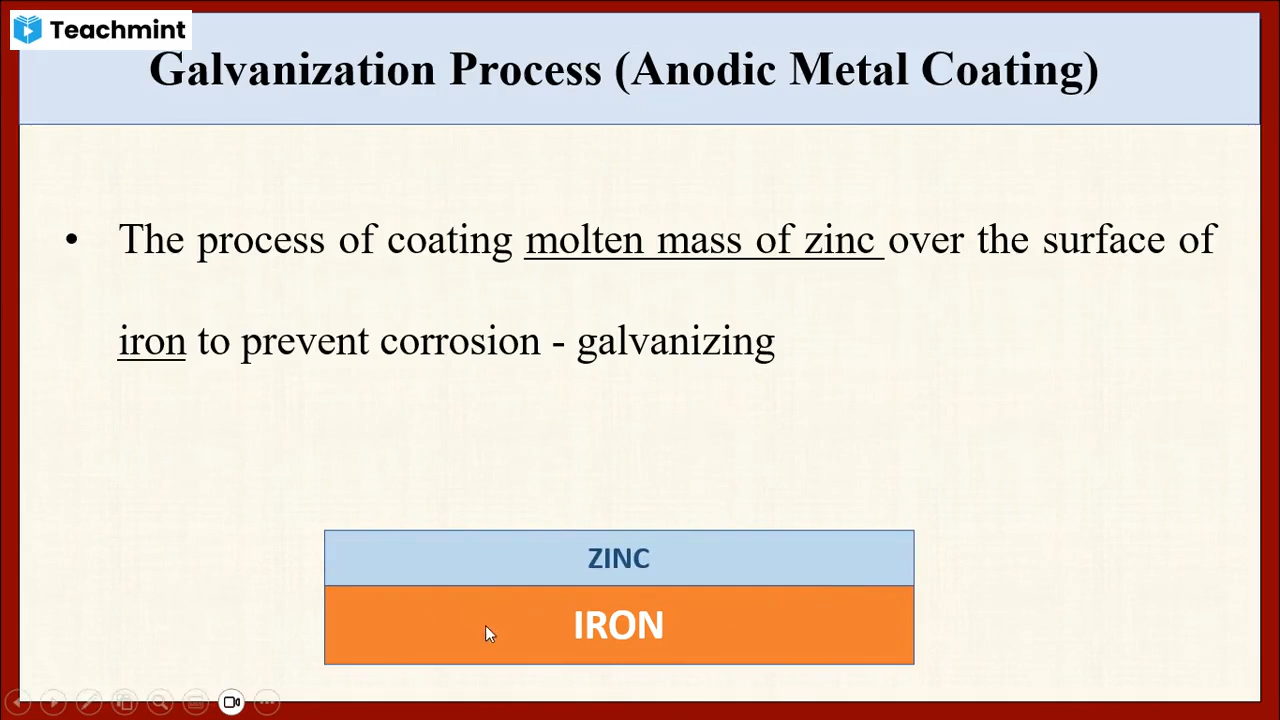 Teachmint
Galvanization Process (Anodic Metal Coating)
• The process of coating molten mass of zinc over the surface of
iron to prevent corrosion - galvanizing
ZINC
IRON